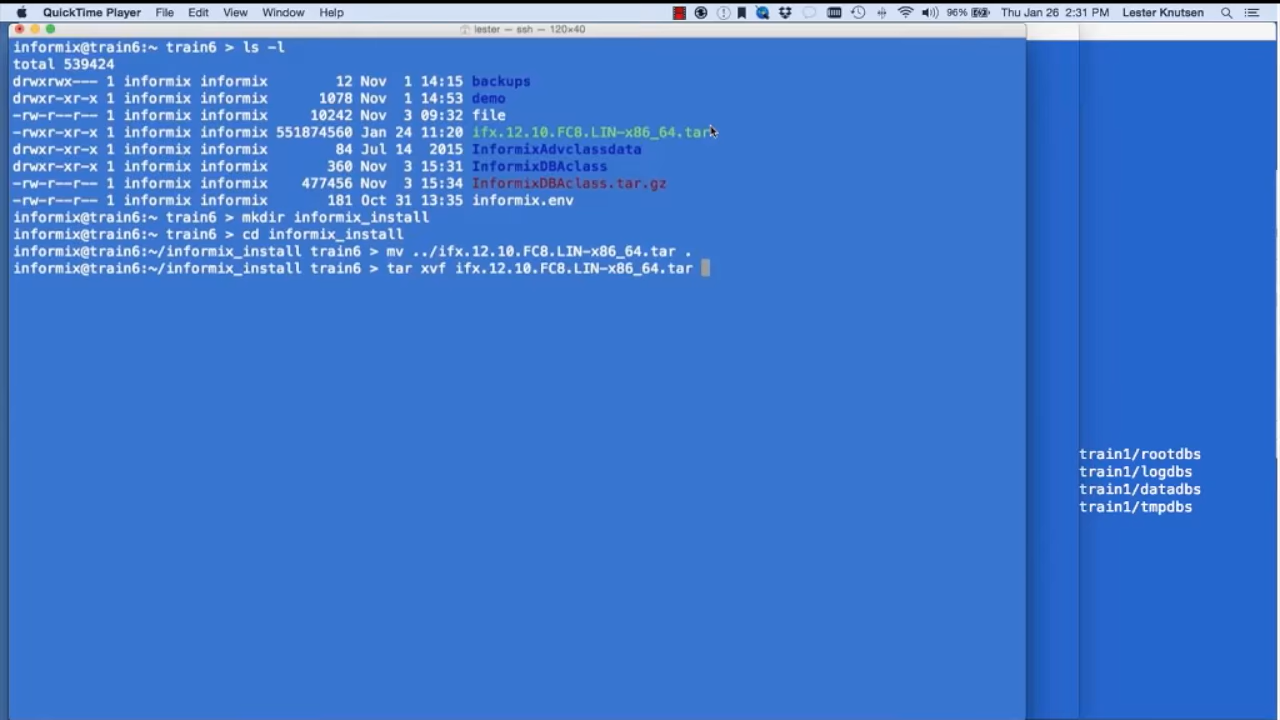 QuickTime Player File Edit View Window Help 96% Thu Jan 26 2:31 PM Lester Knutsen
lester — ssh — 120×40
informix@train6:~ train6 > ls -l
total 539424
drwxrwx--- 1 informix informix 12 Nov 1 14:15 backups
drwxr-xr-x 1 informix informix 1078 Nov 1 14:53 demo
-rw-r--r-- 1 informix informix 10242 Nov 3 09:32 file
-rwxr-xr-x 1 informix informix 551874560 Jan 24 11:20 ifx.12.10.FC8.LIN-x86_64.tar
drwxr-xr-x 1 informix informix 84 Jul 14 2015 InformixAdvclassdata
drwxr-xr-x 1 informix informix 360 Nov 3 15:31 InformixDBAclass
-rw-r--r-- 1 informix informix 477456 Nov 3 15:34 InformixDBAclass.tar.gz
-rw-r--r-- 1 informix informix 181 Oct 31 13:35 informix.env
informix@train6:~ train6 > mkdir informix_install
informix@train6:~ train6 > cd informix_install
informix@train6:~/informix_install train6 > mv ../ifx.12.10.FC8.LIN-x86_64.tar .
informix@train6:~/informix_install train6 > tar xvf ifx.12.10.FC8.LIN-x86_64.tar
train1/rootdbs
train1/logdbs
train1/datadbs
train1/tmpdbs